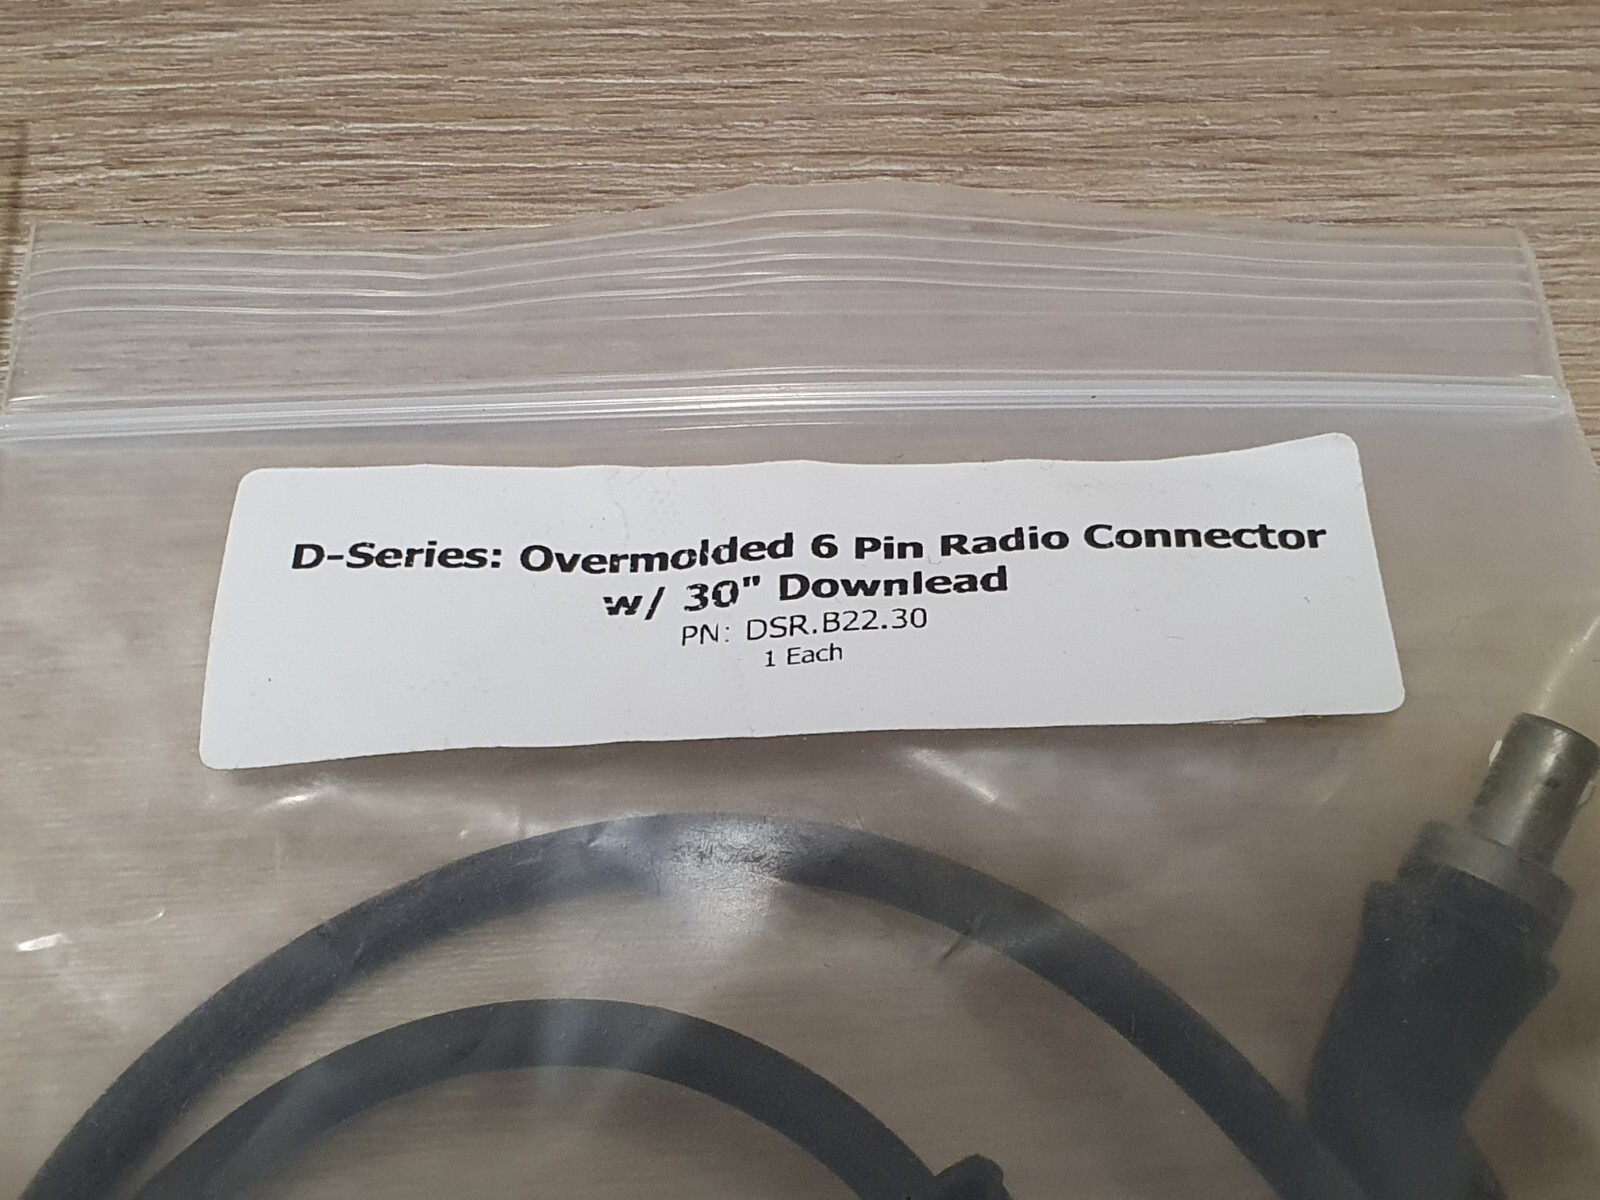 D-Series: Overmolded 6 Pin Radio Connector
w/ 30" Downlead
PN: DSR.B22.30
1 Each